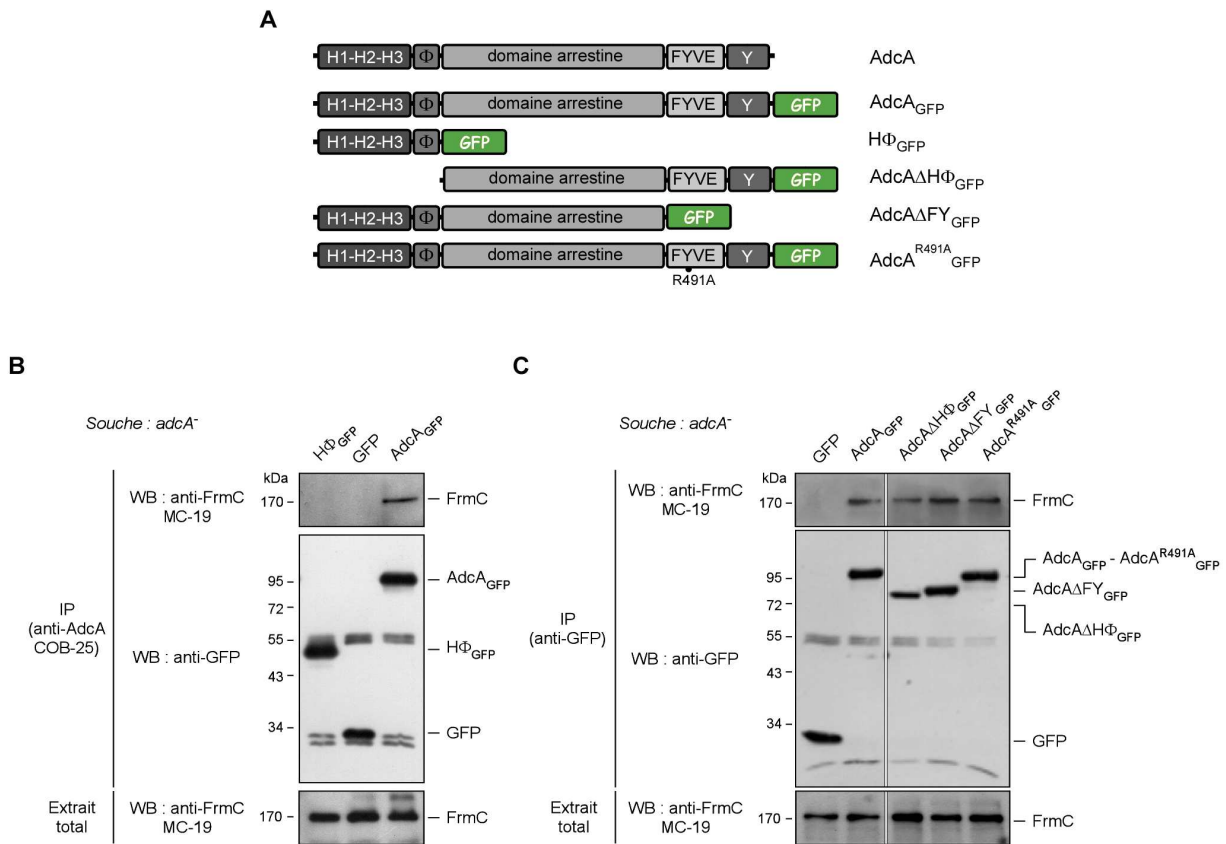 A
H1-H2-H3 Φ domaine arrestine FYVE Y AdcA
H1-H2-H3 Φ domaine arrestine FYVE Y GFP AdcAGFP
H1-H2-H3 Φ GFP HΦGFP
domaine arrestine FYVE Y GFP AdcAΔHΦGFP
H1-H2-H3 Φ domaine arrestine GFP AdcAΔFYGFP
H1-H2-H3 Φ domaine arrestine FYVE Y GFP AdcAR491AGFP
R491A
B
Souche : adcA-
HΦGFP
GFP
AdcAGFP
kDa
WB : anti-FrmC
MC-19
170
FrmC
IP
(anti-AdcA
COB-25)
WB : anti-GFP
95
72
55
43
34
AdcAGFP
HΦGFP
GFP
Extrait
total
WB : anti-FrmC
MC-19
170
FrmC
C
Souche : adcA-
GFP
AdcAGFP
AdcAΔHΦGFP
AdcAΔFYGFP
AdcAR491AGFP
kDa
WB : anti-FrmC
MC-19
170
FrmC
IP
(anti-GFP)
WB : anti-GFP
95
72
55
43
34
AdcAGFP - AdcAR491AGFP
AdcAΔFYGFP
AdcAΔHΦGFP
GFP
Extrait
total
WB : anti-FrmC
MC-19
170
FrmC